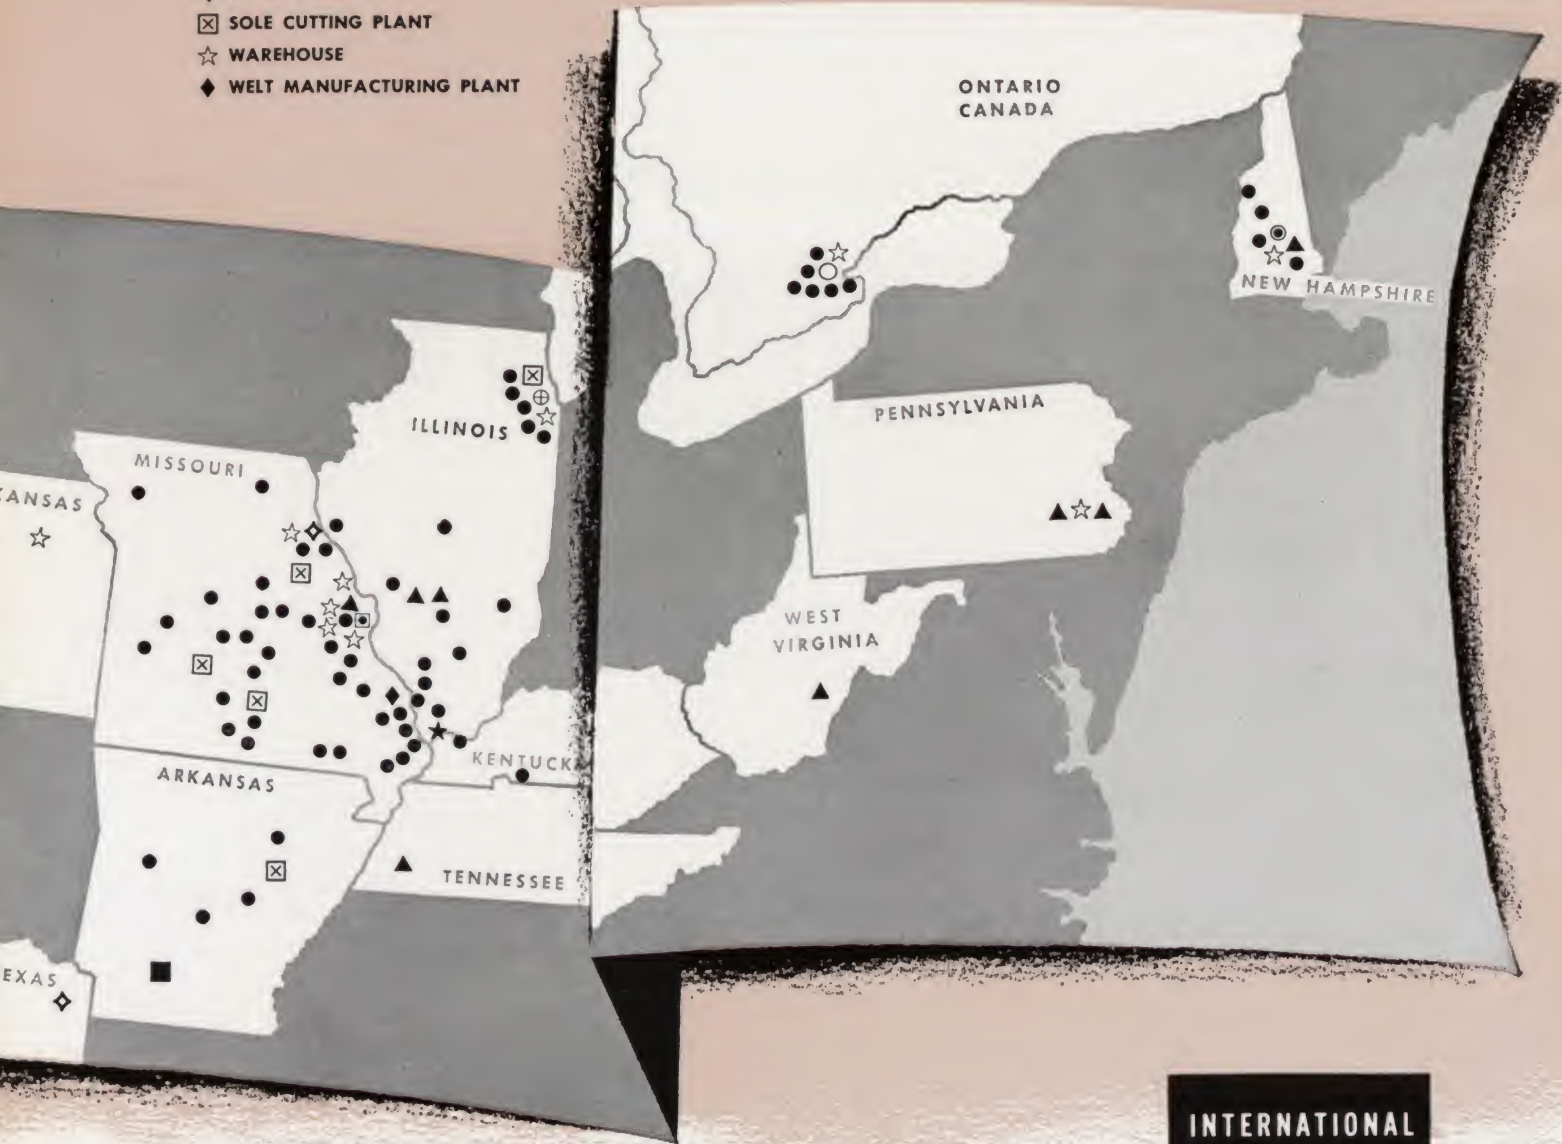 SOLE CUTTING PLANT
WAREHOUSE
WELT MANUFACTURING PLANT
ONTARIO
CANADA
NEW HAMPSHIRE
PENNSYLVANIA
ILLINOIS
MISSOURI
KANSAS
WEST
VIRGINIA
KENTUCK
ARKANSAS
TENNESSEE
EXAS
INTERNATIONAL